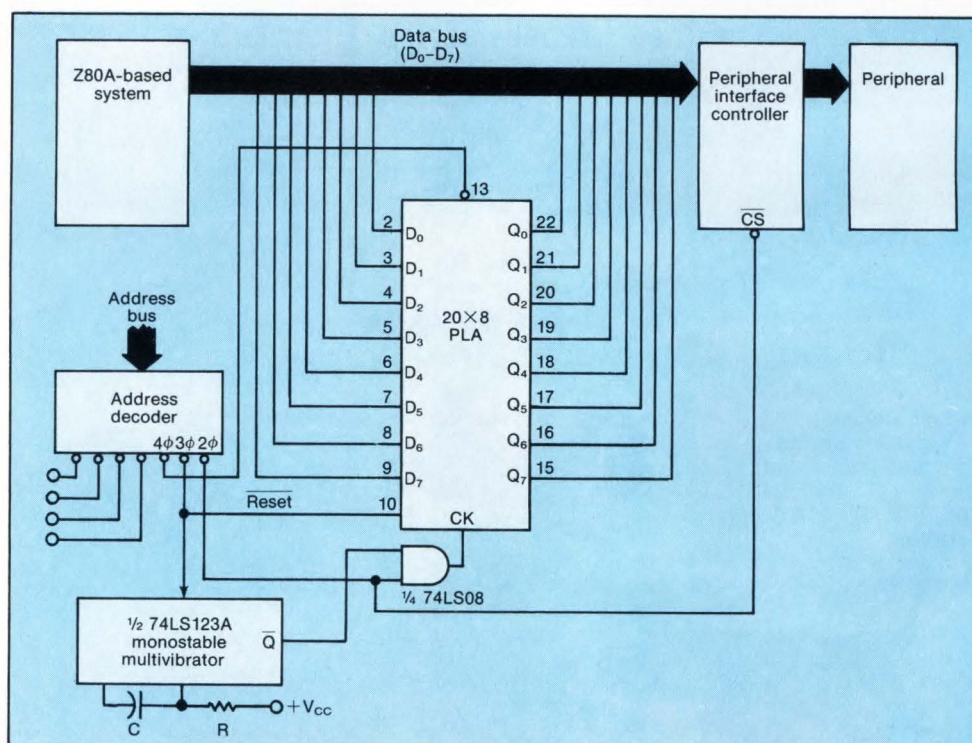 Data bus
(D₀–D₇)
Z80A-based
system
Peripheral
interface
controller
Peripheral
CS
13
2
D₀
Q₀
22
3
D₁
Q₁
21
4
D₂
Q₂
20
20×8
PLA
5
D₃
Q₃
19
6
D₄
Q₄
18
7
D₅
Q₅
17
8
D₆
Q₆
16
9
D₇
Q₇
15
10
Reset
CK
Address
bus
Address
decoder
4ϕ 3ϕ 2ϕ
¼ 74LS08
½ 74LS123A
monostable
multivibrator
Q
C
R
+V_CC